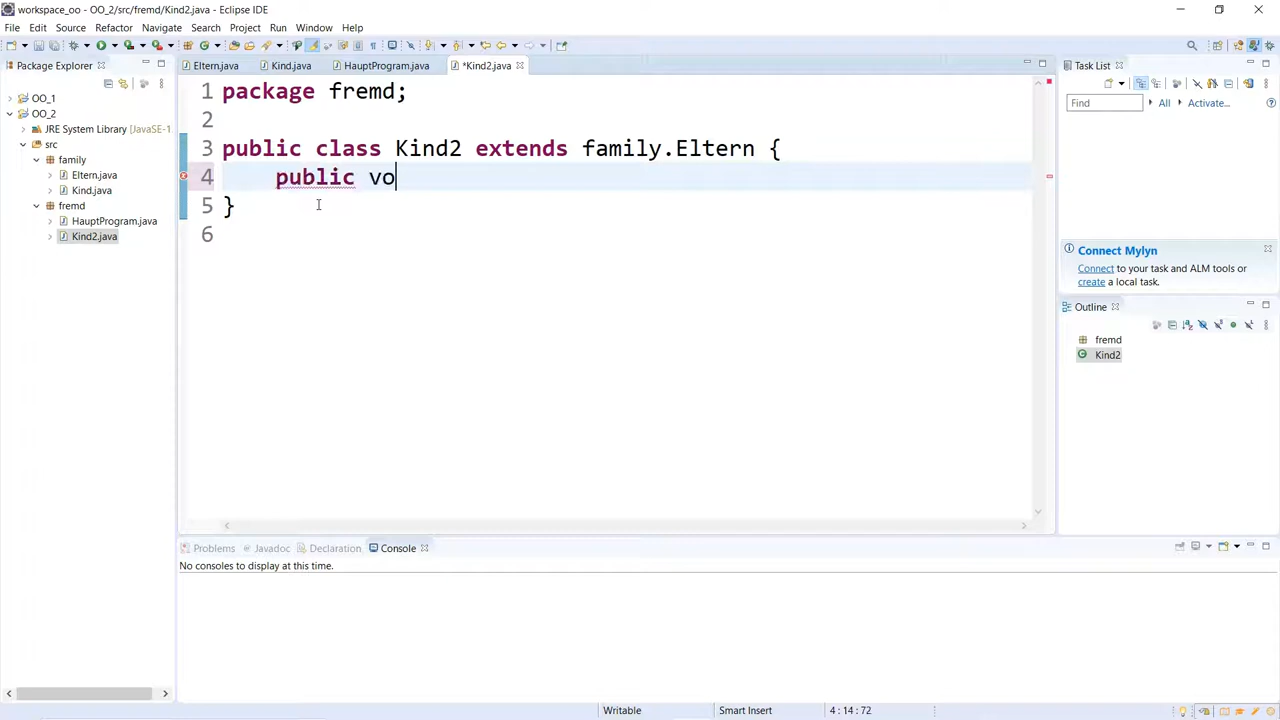 workspace_oo - OO_2/src/fremd/Kind2.java - Eclipse IDE
File Edit Source Refactor Navigate Search Project Run Window Help
Package Explorer
Eltern.java Kind.java HauptProgram.java *Kind2.java
Task List
OO_1
OO_2
JRE System Library [JavaSE-1
src
family
Eltern.java
Kind.java
fremd
HauptProgram.java
Kind2.java
1 package fremd;
2
3 public class Kind2 extends family.Eltern {
4 public vo
5 }
6
Find All Activate...
Connect Mylyn
Connect to your task and ALM tools or
create a local task.
Outline
fremd
Kind2
Problems Javadoc Declaration Console
No consoles to display at this time.
Writable Smart Insert 4 : 14 : 72